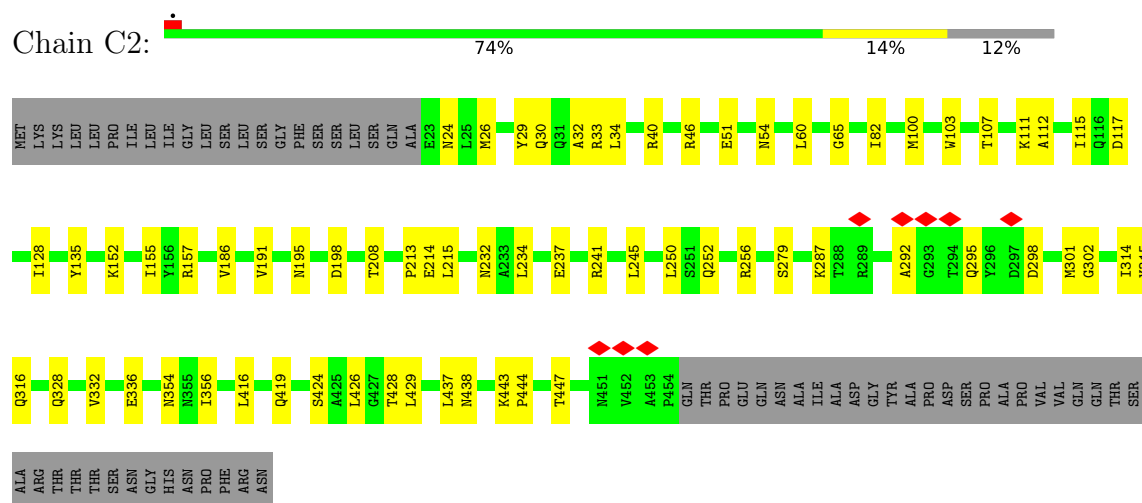 Chain C2:
74% 14% 12%
MET LYS LYS LEU LEU PRO ILE LEU ILE GLY LEU SER LEU SER GLY PHE SER SER LEU SER GLN ALA E23 N24 L25 M26 Y29 Q30 Q31 A32 R33 L34 R40 R46 E51 N54 L60 G65 I82 M100 W103 T107 K111 A112 I115 Q116 D117
I128 Y135 K152 I155 Y156 R157 V186 V191 N195 D198 T208 P213 E214 L215 N232 A233 L234 E237 R241 L245 L250 S251 Q252 R256 S279 K287 T288 R289 A292 G293 T294 Q295 Y296 D297 D298 M301 G302 I314
Q316 Q328 V332 E336 N354 N355 I356 L416 Q419 S424 A425 L426 G427 T428 L429 L437 N438 K443 P444 T447 N451 V452 A453 P454 GLN THR PRO GLU GLN ASN ALA ILE ALA ASP GLY TYR ALA PRO ASP SER PRO ALA PRO VAL VAL GLN GLN THR SER
ALA ARG THR THR THR SER ASN GLY HIS ASN PRO PHE ARG ASN